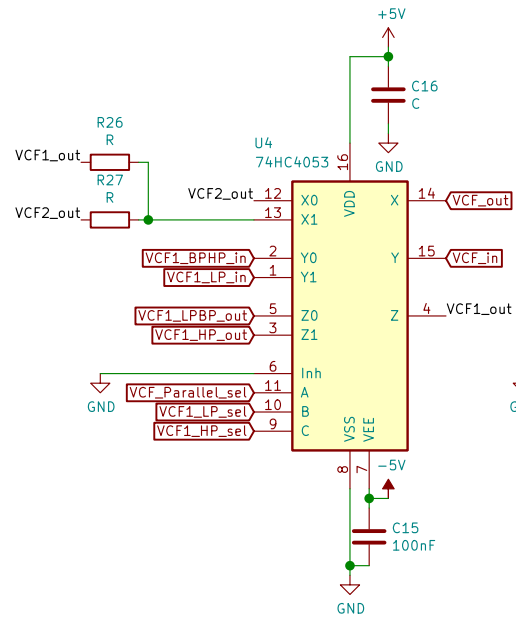 +5V
C16
C
GND
R26
R
VCF1_out
R27
R
VCF2_out
U4
74HC4053
16
VDD
VCF2_out
12
X0
13
X1
X
14
VCF_out
VCF1_BPHP_in
2
Y0
VCF1_LP_in
1
Y1
Y
15
VCF_in
VCF1_LPBP_out
5
Z0
VCF1_HP_out
3
Z1
Z
4
VCF1_out
GND
6
Inh
VCF_Parallel_sel
11
A
VCF1_LP_sel
10
B
VCF1_HP_sel
9
C
VSS
VEE
8
7
-5V
C15
100nF
GND
G